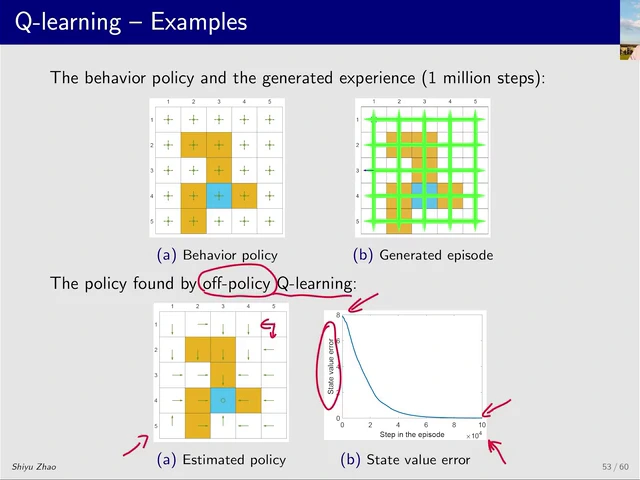 Q-learning – Examples
The behavior policy and the generated experience (1 million steps):
1 2 3 4 5
1
2
3
4
5
(a) Behavior policy
1 2 3 4 5
1
2
3
4
5
(b) Generated episode
The policy found by off-policy Q-learning:
1 2 3 4 5
1
2
3
4
5
(a) Estimated policy
State value error
8
6
4
2
0
0 2 4 6 8 10
Step in the episode ×10⁴
(b) State value error
Shiyu Zhao
53 / 60